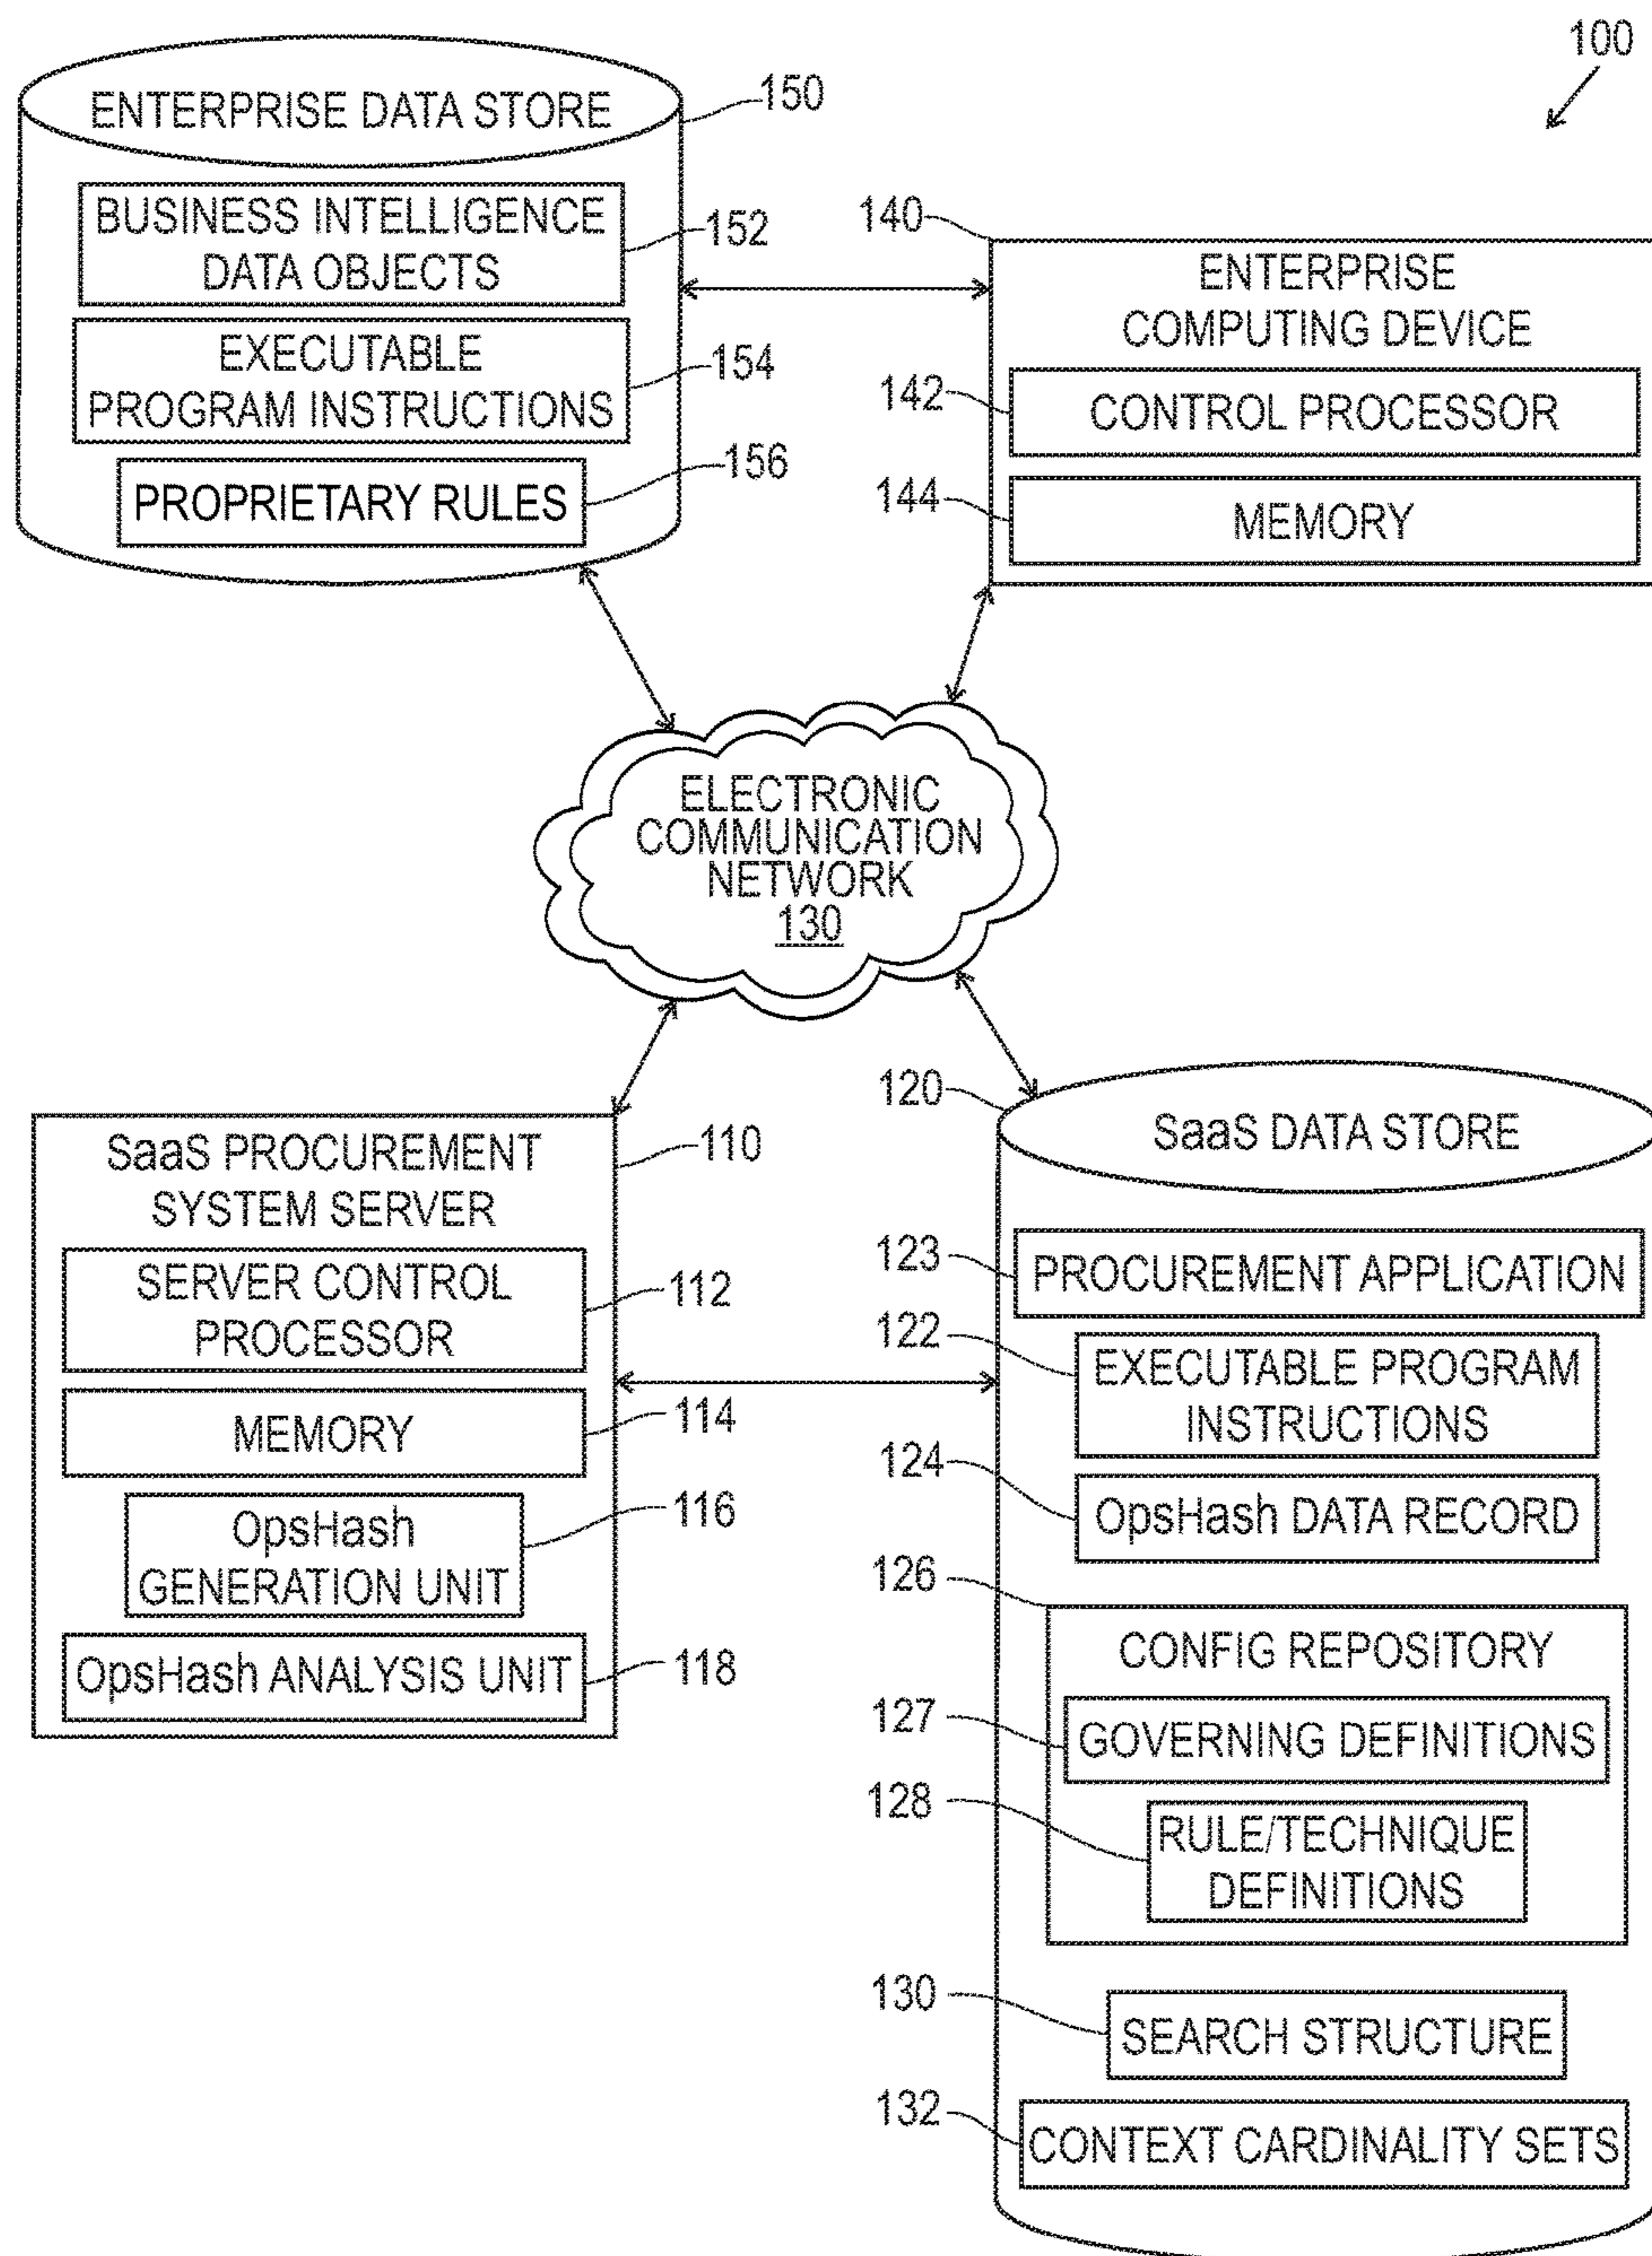 100
ENTERPRISE DATA STORE
150
BUSINESS INTELLIGENCE
DATA OBJECTS
152
EXECUTABLE
PROGRAM INSTRUCTIONS
154
PROPRIETARY RULES
156
140
ENTERPRISE
COMPUTING DEVICE
142
CONTROL PROCESSOR
144
MEMORY
ELECTRONIC
COMMUNICATION
NETWORK
130
SaaS PROCUREMENT
SYSTEM SERVER
110
SERVER CONTROL
PROCESSOR
112
MEMORY
114
OpsHash
GENERATION UNIT
116
OpsHash ANALYSIS UNIT
118
120
SaaS DATA STORE
123
PROCUREMENT APPLICATION
122
EXECUTABLE PROGRAM
INSTRUCTIONS
124
OpsHash DATA RECORD
126
CONFIG REPOSITORY
127
GOVERNING DEFINITIONS
128
RULE/TECHNIQUE
DEFINITIONS
130
SEARCH STRUCTURE
132
CONTEXT CARDINALITY SETS